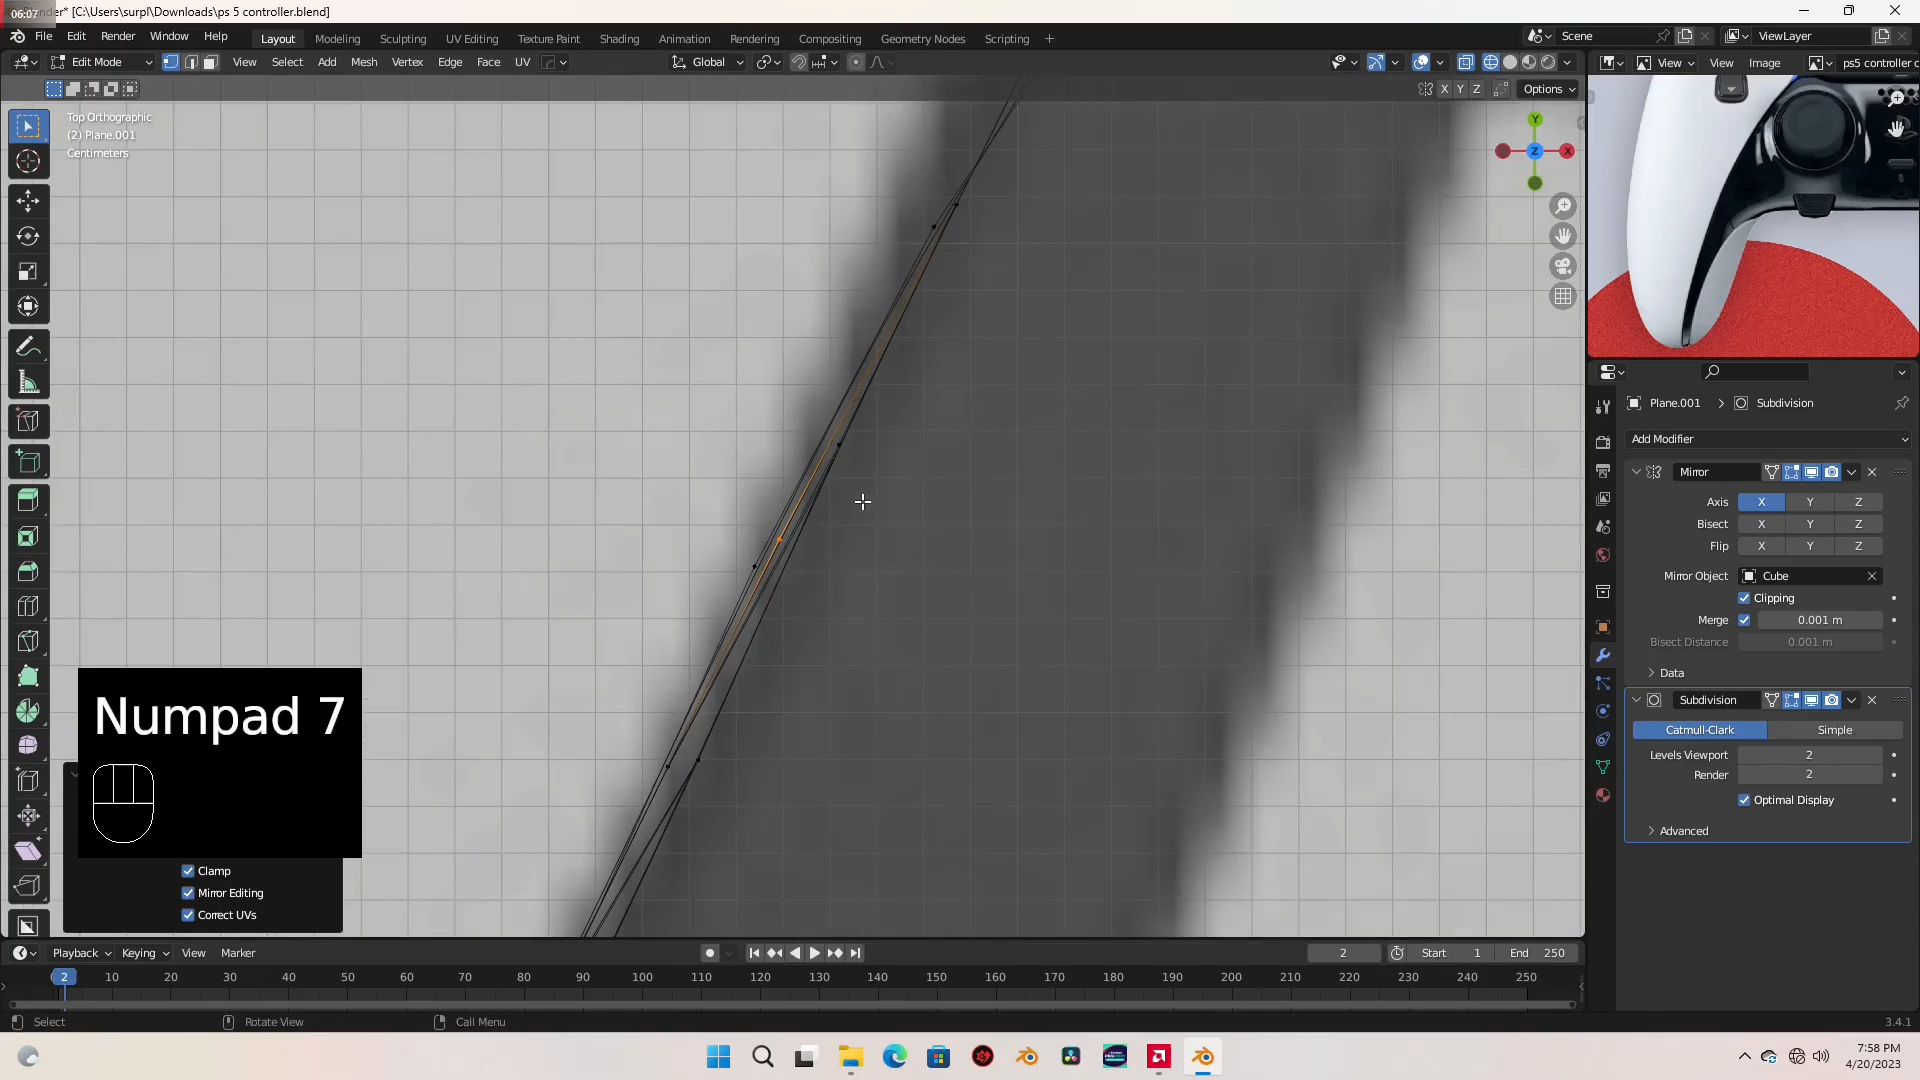 06:07
Blender* [C:\Users\surpl\Downloads\ps 5 controller.blend]
File Edit Render Window Help
Layout Modeling Sculpting UV Editing Texture Paint Shading Animation Rendering Compositing Geometry Nodes Scripting +
Scene ViewLayer
Edit Mode View Select Add Mesh Vertex Edge Face UV Global
View View Image ps5 controller c
X Y Z Options
Top Orthographic
(2) Plane.001
Centimeters
Y
Z X
Plane.001 > Subdivision
Add Modifier
Mirror
Axis X Y Z
Bisect X Y Z
Flip X Y Z
Mirror Object Cube
Clipping
Merge 0.001 m
Bisect Distance 0.001 m
Data
Subdivision
Catmull-Clark Simple
Levels Viewport 2
Render 2
Optimal Display
Advanced
Numpad 7
Clamp
Mirror Editing
Correct UVs
Playback Keying View Marker
2 Start 1 End 250
2 10 20 30 40 50 60 70 80 90 100 110 120 130 140 150 160 170 180 190 200 210 220 230 240 250
Select Rotate View Call Menu
3.4.1
7:58 PM
4/20/2023